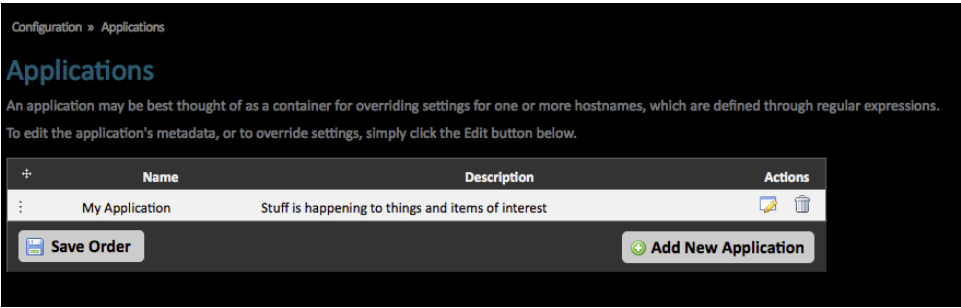 Configuration » Applications
Applications
An application may be best thought of as a container for overriding settings for one or more hostnames, which are defined through regular expressions.
To edit the application's metadata, or to override settings, simply click the Edit button below.
Name Description Actions
My Application Stuff is happening to things and items of interest
Save Order Add New Application